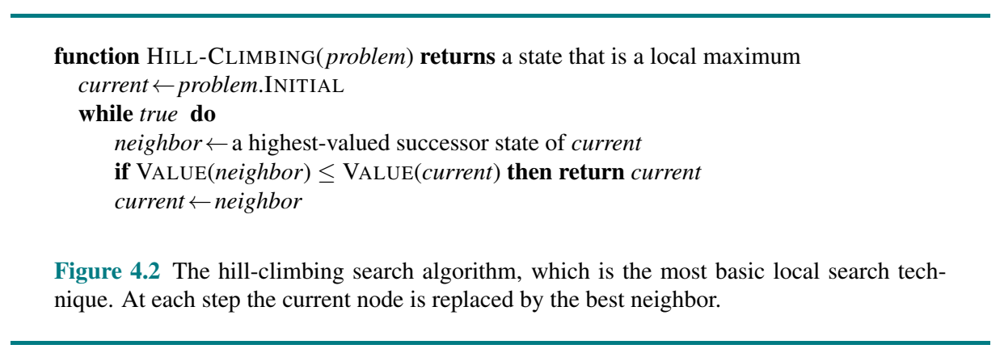 function HILL-CLIMBING(problem) returns a state that is a local maximum
current←problem.INITIAL
while true do
neighbor←a highest-valued successor state of current
if VALUE(neighbor) ≤ VALUE(current) then return current
current←neighbor
Figure 4.2 The hill-climbing search algorithm, which is the most basic local search tech-
nique. At each step the current node is replaced by the best neighbor.